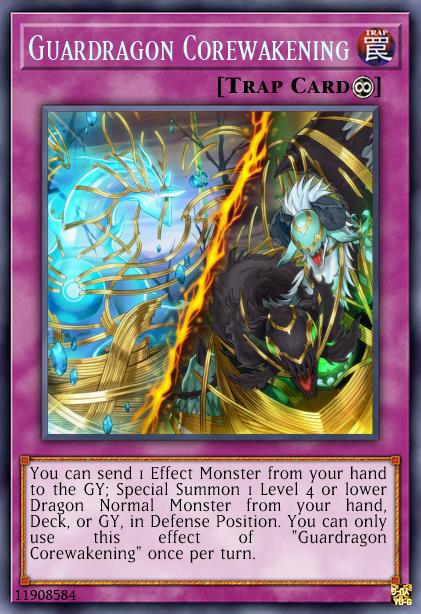 Guardragon Corewakening
TRAP
罠
[Trap Card∞]
You can send 1 Effect Monster from your hand
to the GY; Special Summon 1 Level 4 or lower
Dragon Normal Monster from your hand,
Deck, or GY, in Defense Position. You can only
use this effect of "Guardragon
Corewakening" once per turn.
11908584